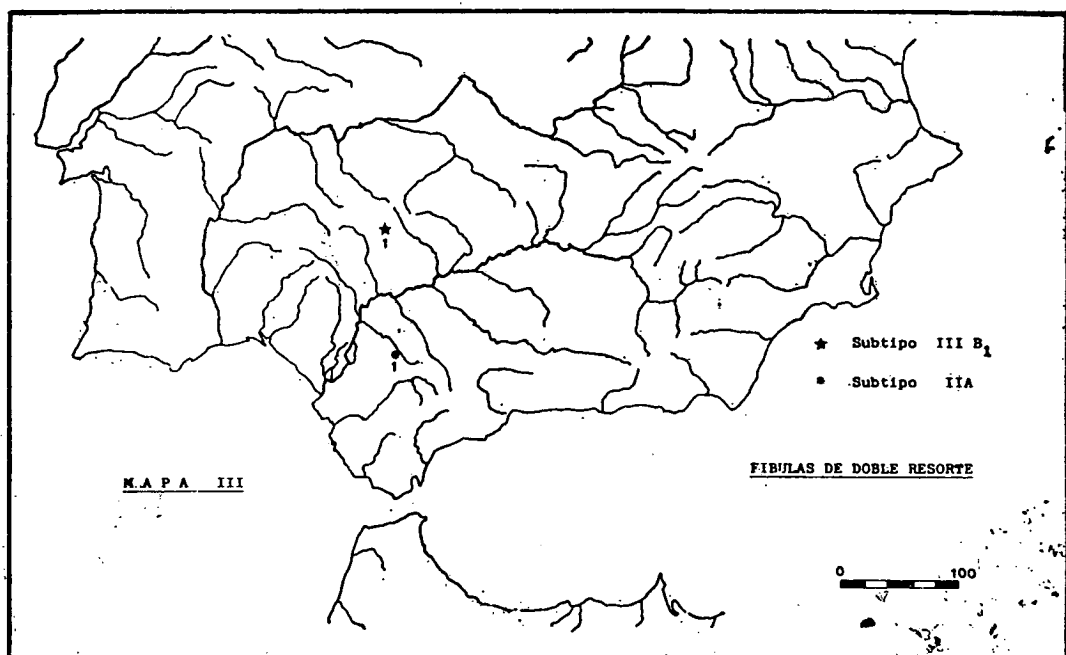 1
1
★ Subtipo III B1
● Subtipo IIA
MAPA III
FIBULAS DE DOBLE RESORTE
0 100